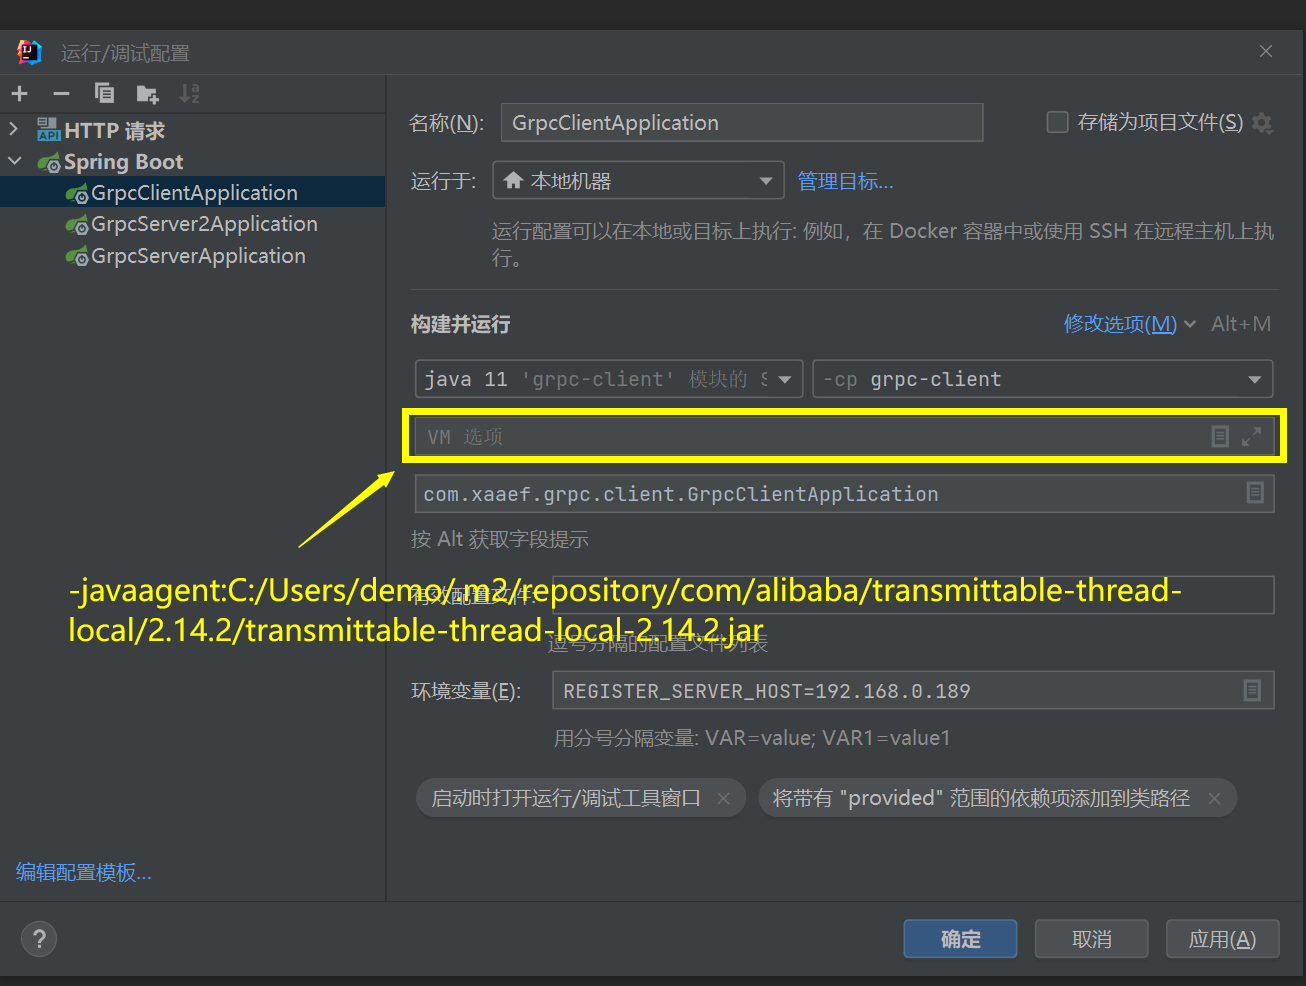 运行/调试配置
HTTP 请求
Spring Boot
GrpcClientApplication
GrpcServer2Application
GrpcServerApplication
编辑配置模板...
名称(N):
GrpcClientApplication
存储为项目文件(S)
运行于:
本地机器
管理目标...
运行配置可以在本地或目标上执行: 例如，在 Docker 容器中或使用 SSH 在远程主机上执
行。
构建并运行
修改选项(M)
Alt+M
java 11 'grpc-client' 模块的
-cp grpc-client
VM 选项
com.xaaef.grpc.client.GrpcClientApplication
按 Alt 获取字段提示
-javaagent:C:/Users/demo/.m2/repository/com/alibaba/transmittable-thread-
local/2.14.2/transmittable-thread-local-2.14.2.jar
有效配置文件:
逗号分隔的配置文件列表
环境变量(E):
REGISTER_SERVER_HOST=192.168.0.189
用分号分隔变量: VAR=value; VAR1=value1
启动时打开运行/调试工具窗口
将带有 "provided" 范围的依赖项添加到类路径
?
确定
取消
应用(A)